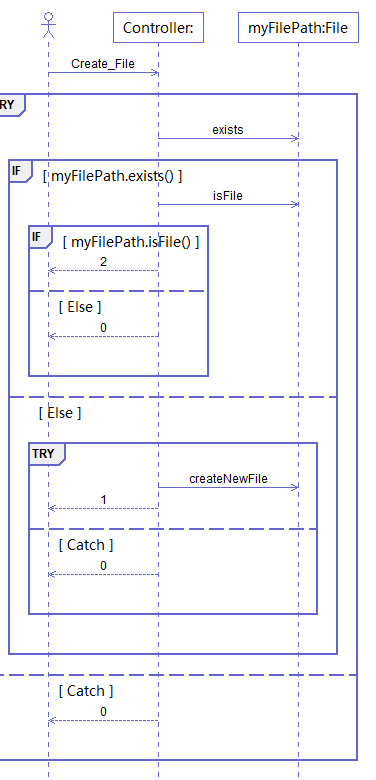 Controller:
myFilePath:File
Create_File
RY
exists
IF
[ myFilePath.exists() ]
isFile
IF
[ myFilePath.isFile() ]
2
[ Else ]
0
[ Else ]
TRY
createNewFile
1
[ Catch ]
0
[ Catch ]
0